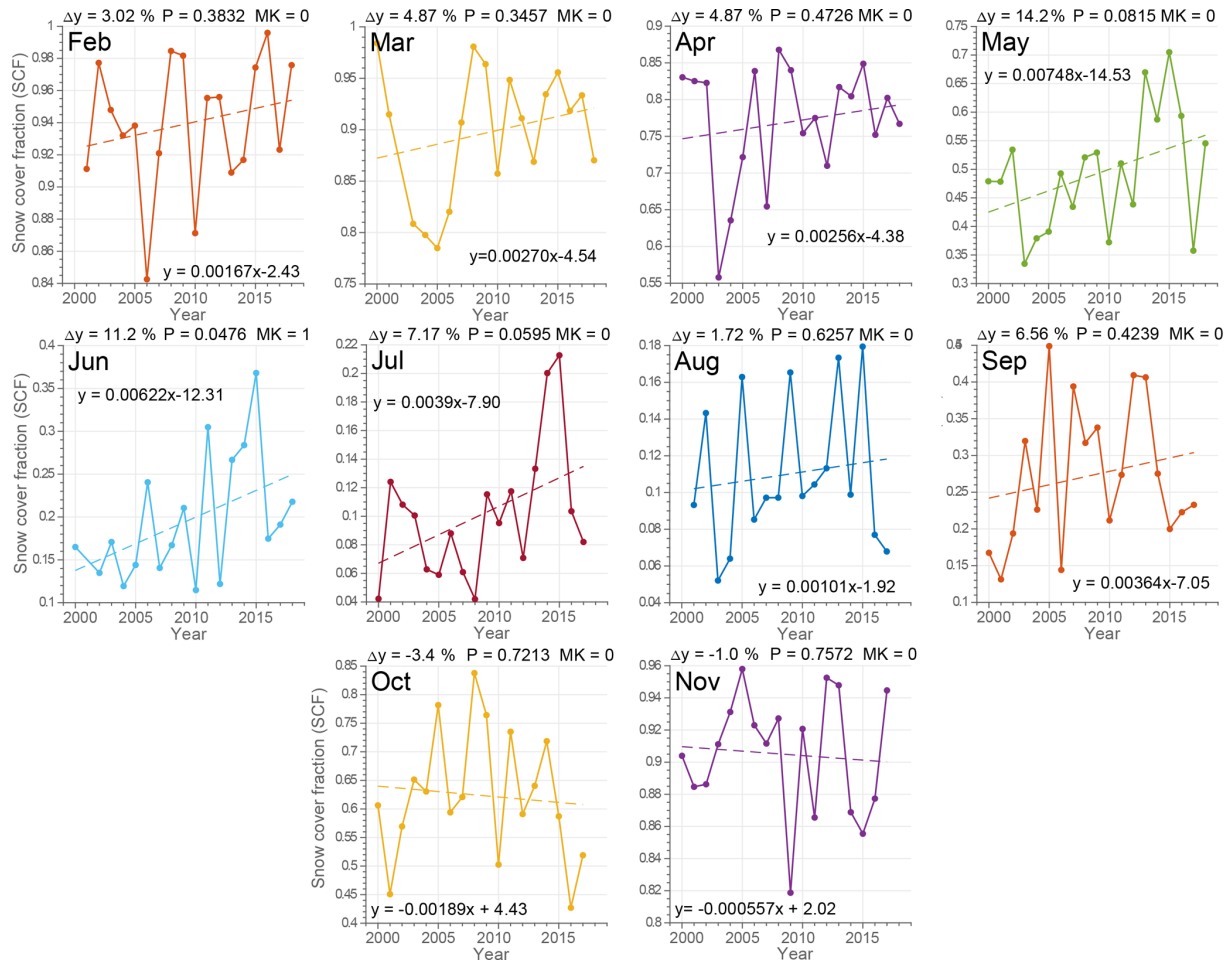 Δy = 3.02 % P = 0.3832 MK = 0
Δy = 4.87 % P = 0.3457 MK = 0
Δy = 4.87 % P = 0.4726 MK = 0
Δy = 14.2% P = 0.0815 MK = 0
Feb
1
0.98
0.96
0.94
0.92
0.9
0.88
0.86
0.84
Snow cover fraction (SCF)
y = 0.00167x-2.43
2000 2005 2010 2015
Year
Mar
1
0.95
0.9
0.85
0.8
0.75
y=0.00270x-4.54
2000 2005 2010 2015
Year
Apr
0.9
0.85
0.8
0.75
0.7
0.65
0.6
0.55
y = 0.00256x-4.38
2000 2005 2010 2015
Year
May
0.75
0.7
0.65
0.6
0.55
0.5
0.45
0.4
0.35
0.3
y = 0.00748x-14.53
2000 2005 2010 2015
Year
Δy = 11.2 % P = 0.0476 MK = 1
Δy = 7.17 % P = 0.0595 MK = 0
Δy = 1.72 % P = 0.6257 MK = 0
Δy = 6.56 % P = 0.4239 MK = 0
Jun
0.4
0.35
0.3
0.25
0.2
0.15
0.1
Snow cover fraction (SCF)
y = 0.00622x-12.31
2000 2005 2010 2015
Year
Jul
0.22
0.2
0.18
0.16
0.14
0.12
0.1
0.08
0.06
0.04
y = 0.0039x-7.90
2000 2005 2010 2015
Year
Aug
0.18
0.16
0.14
0.12
0.1
0.08
0.06
0.04
y = 0.00101x-1.92
2000 2005 2010 2015
Year
Sep
0.4
0.35
0.3
0.25
0.2
0.15
0.1
y = 0.00364x-7.05
2000 2005 2010 2015
Year
Δy = -3.4 % P = 0.7213 MK = 0
Δy = -1.0 % P = 0.7572 MK = 0
Oct
0.85
0.8
0.75
0.7
0.65
0.6
0.55
0.5
0.45
0.4
Snow cover fraction (SCF)
y = -0.00189x + 4.43
2000 2005 2010 2015
Year
Nov
0.96
0.94
0.92
0.9
0.88
0.86
0.84
0.82
0.8
y= -0.000557x + 2.02
2000 2005 2010 2015
Year